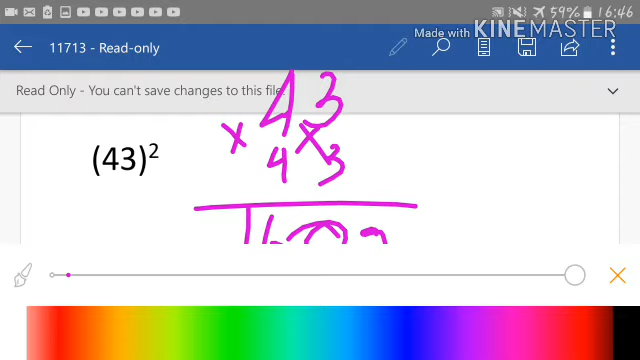 59% 16:46
Made with KINEMASTER
11713 - Read-only
Read Only - You can't save changes to this file.
43
(43)² × ×
43